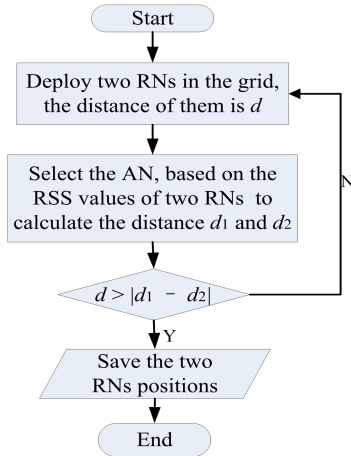 Start
Deploy two RNs in the grid,
the distance of them is d
Select the AN, based on the
RSS values of two RNs to
calculate the distance d1 and d2
N
d > |d1 − d2|
Y
Save the two
RNs positions
End